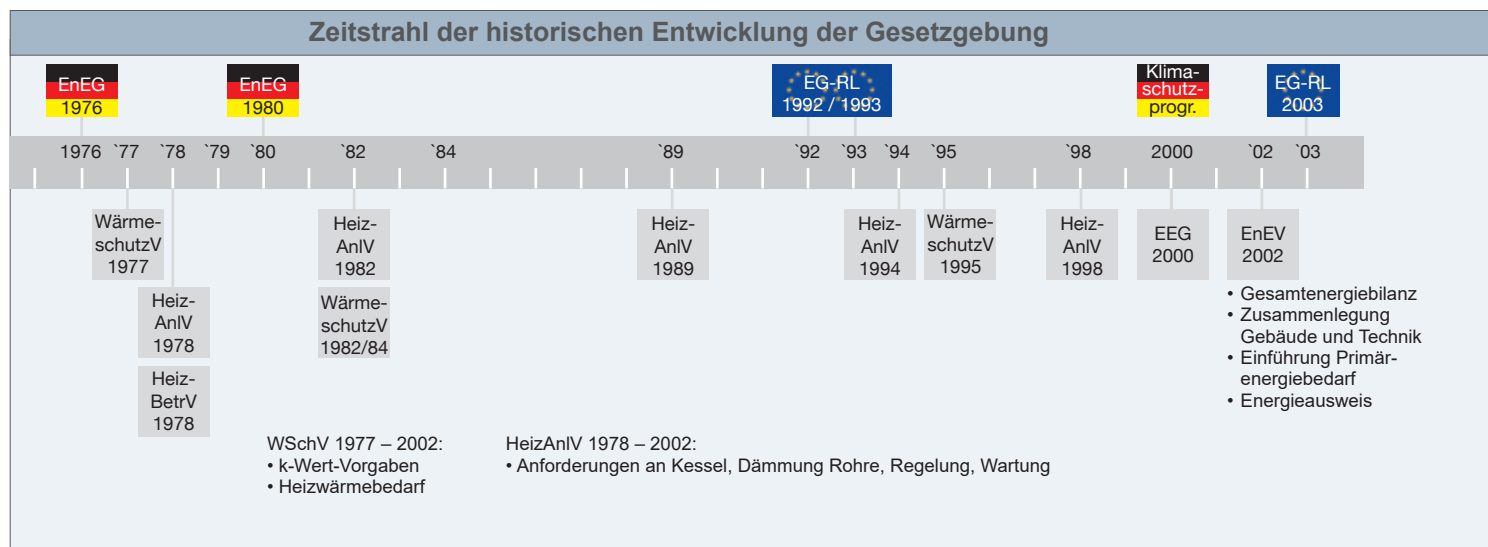 Zeitstrahl der historischen Entwicklung der Gesetzgebung
EnEG
1976
EnEG
1980
EG-RL
1992 / 1993
Klima-
schutz-
progr.
EG-RL
2003
1976 `77 `78 `79 `80 `82 `84 `89 `92 `93 `94 `95 `98 2000 `02 `03
Wärme-
schutzV
1977
Heiz-
AnlV
1978
Heiz-
BetrV
1978
Heiz-
AnlV
1982
Wärme-
schutzV
1982/84
Heiz-
AnlV
1989
Heiz-
AnlV
1994
Wärme-
schutzV
1995
Heiz-
AnlV
1998
EEG
2000
EnEV
2002
• Gesamtenergiebilanz
• Zusammenlegung
Gebäude und Technik
• Einführung Primär-
energiebedarf
• Energieausweis
WSchV 1977 – 2002:
• k-Wert-Vorgaben
• Heizwärmebedarf
HeizAnlV 1978 – 2002:
• Anforderungen an Kessel, Dämmung Rohre, Regelung, Wartung